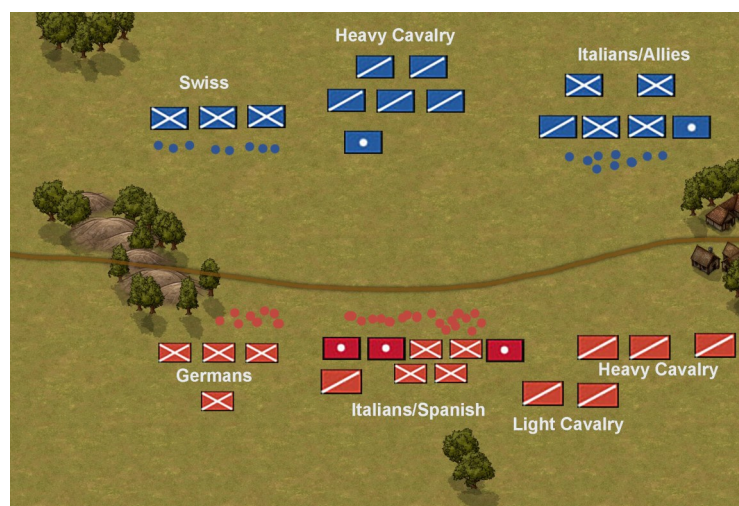 Heavy Cavalry
Italians/Allies
Swiss
Germans
Heavy Cavalry
Italians/Spanish
Light Cavalry